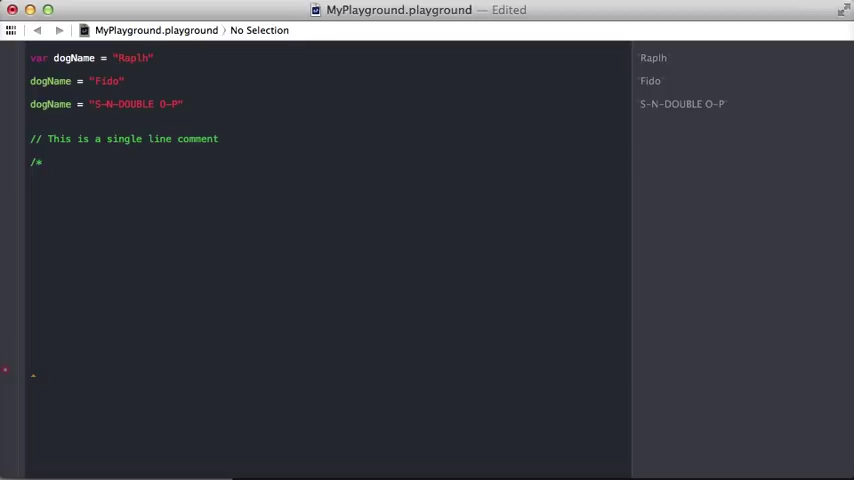 MyPlayground.playground — Edited
MyPlayground.playground 〉 No Selection
var dogName = "Raplh"
"Raplh"
dogName = "Fido"
"Fido"
dogName = "S-N-DOUBLE O-P"
"S-N-DOUBLE O-P"
// This is a single line comment
/*